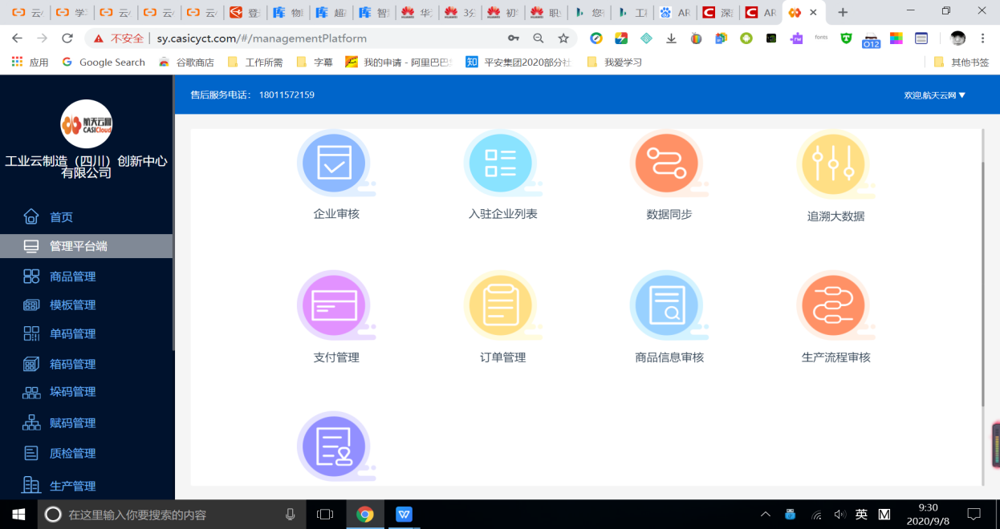 云
学
云
云
云
登
物
超
智
华
3分
初
职
您
工
AR
深
AR
不安全
sy.casicyct.com/#/managementPlatform
fonts
012
应用
Google Search
谷歌商店
工作所需
字幕
我的申请 - 阿里巴巴
平安集团2020部分社
我爱学习
其他书签
售后服务电话： 18011572159
欢迎,航天云网▼
航天云网
CASICloud
工业云制造（四川）创新中心
有限公司
首页
管理平台端
商品管理
模板管理
单码管理
箱码管理
垛码管理
赋码管理
质检管理
生产管理
企业审核
入驻企业列表
数据同步
追溯大数据
支付管理
订单管理
商品信息审核
生产流程审核
在这里输入你要搜索的内容
英
9:30
2020/9/8